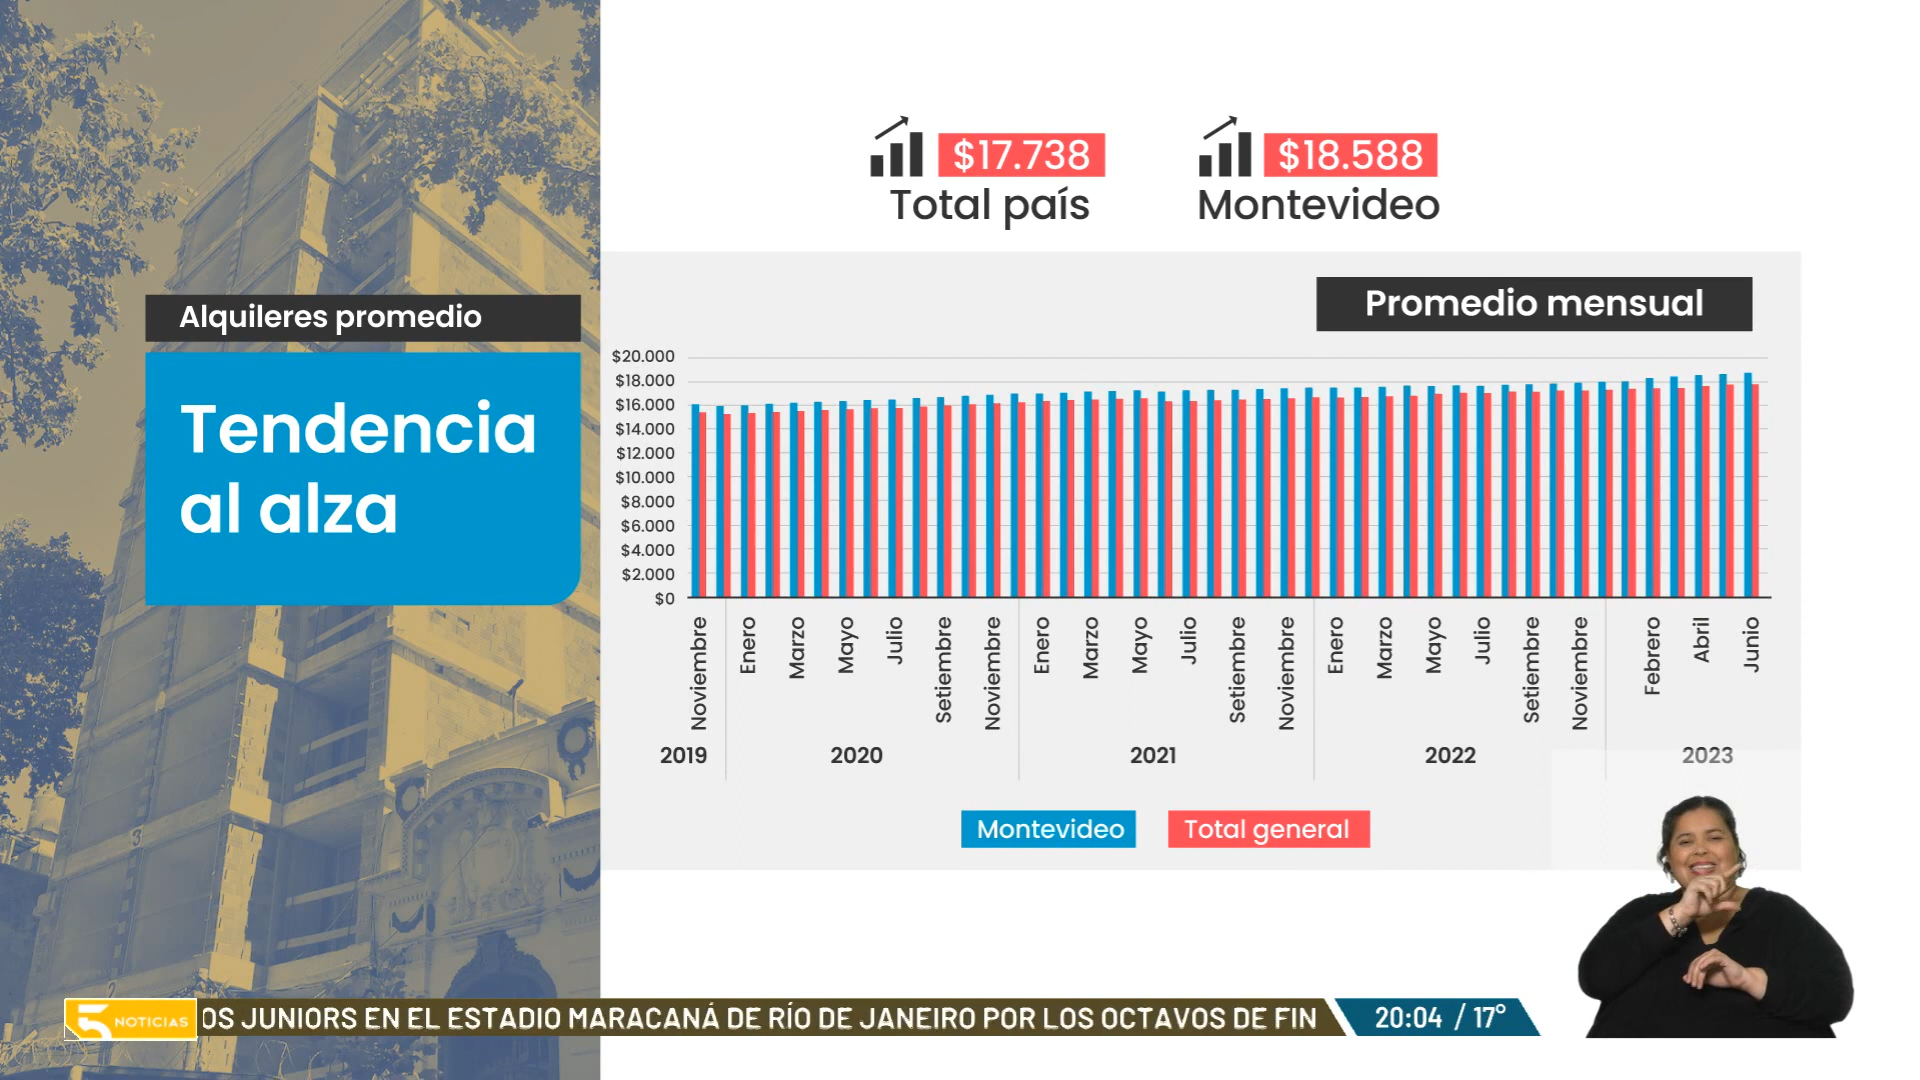 $17.738
Total país
$18.588
Montevideo
Alquileres promedio
Tendencia
al alza
Promedio mensual
$20.000
$18.000
$16.000
$14.000
$12.000
$10.000
$8.000
$6.000
$4.000
$2.000
$0
Noviembre Enero Marzo Mayo Julio Setiembre Noviembre Enero Marzo Mayo Julio Setiembre Noviembre Enero Marzo Mayo Julio Setiembre Noviembre Febrero Abril Junio
2019 2020 2021 2022 2023
Montevideo Total general
5 NOTICIAS OS JUNIORS EN EL ESTADIO MARACANÁ DE RÍO DE JANEIRO POR LOS OCTAVOS DE FIN 20:04 / 17°
3
2